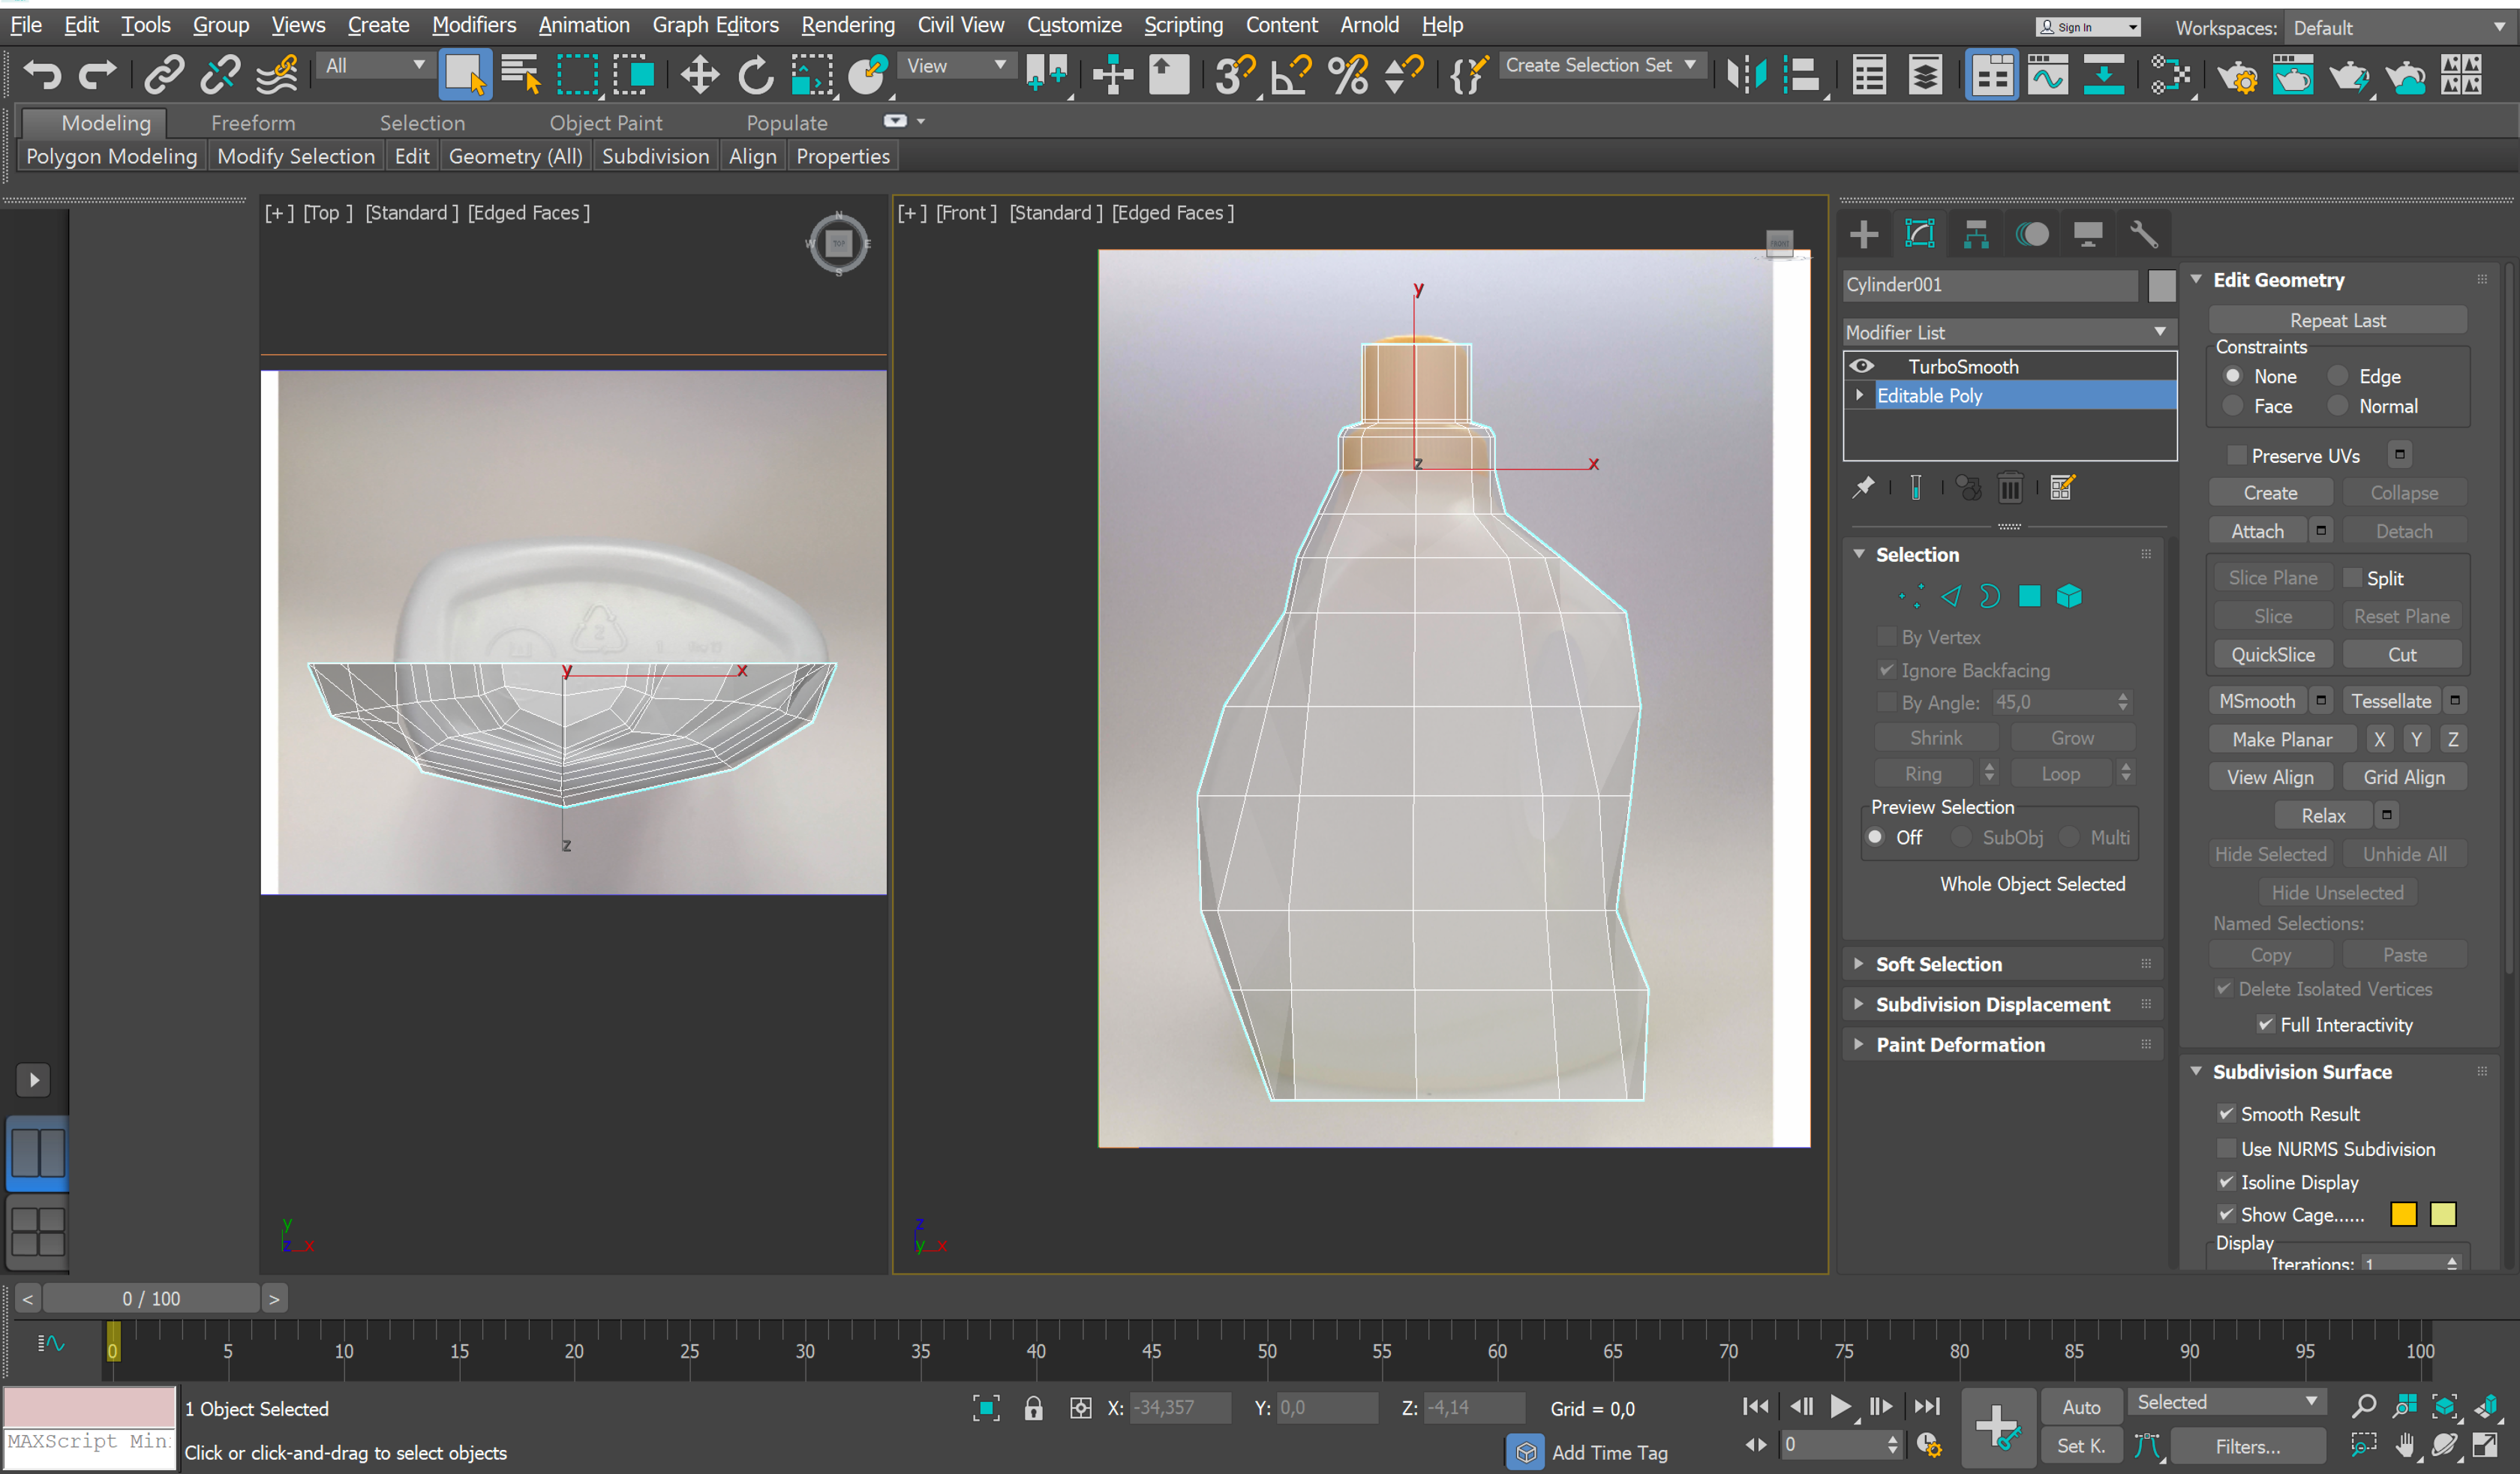 File Edit Tools Group Views Create Modifiers Animation Graph Editors Rendering Civil View Customize Scripting Content Arnold Help Sign In Workspaces: Default
All View Create Selection Set
Modeling Freeform Selection Object Paint Populate
Polygon Modeling Modify Selection Edit Geometry (All) Subdivision Align Properties
[+] [Top] [Standard] [Edged Faces]
N
W TOP E
S
y x
z
y
z x
[+] [Front] [Standard] [Edged Faces]
FRONT
y
z x
z
y x
Cylinder001
Modifier List
TurboSmooth
Editable Poly
Selection
By Vertex
Ignore Backfacing
By Angle: 45,0
Shrink Grow
Ring Loop
Preview Selection
Off SubObj Multi
Whole Object Selected
Soft Selection
Subdivision Displacement
Paint Deformation
Edit Geometry
Repeat Last
Constraints
None Edge
Face Normal
Preserve UVs
Create Collapse
Attach Detach
Slice Plane Split
Slice Reset Plane
QuickSlice Cut
MSmooth Tessellate
Make Planar X Y Z
View Align Grid Align
Relax
Hide Selected Unhide All
Hide Unselected
Named Selections:
Copy Paste
Delete Isolated Vertices
Full Interactivity
Subdivision Surface
Smooth Result
Use NURMS Subdivision
Isoline Display
Show Cage......
Display
Iterations: 1
< 0 / 100 >
0 5 10 15 20 25 30 35 40 45 50 55 60 65 70 75 80 85 90 95 100
1 Object Selected X: -34,357 Y: 0,0 Z: -4,14 Grid = 0,0 Auto Selected
MAXScript Min Click or click-and-drag to select objects Add Time Tag 0 Set K. Filters...